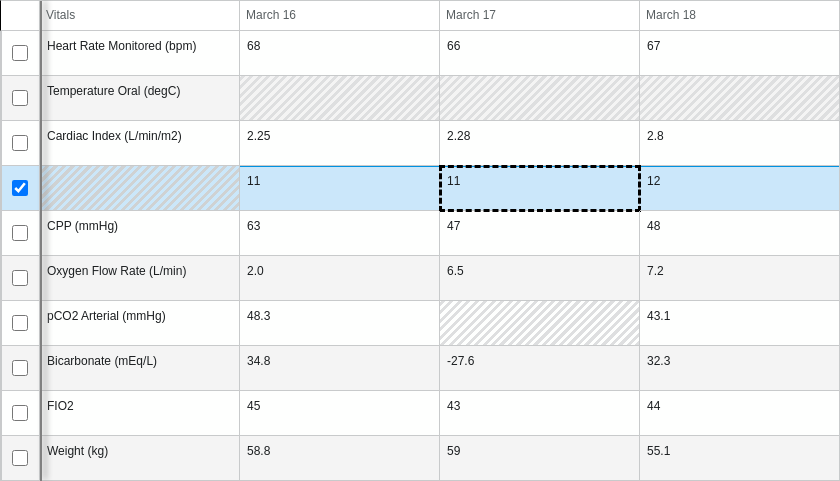 Vitals March 16 March 17 March 18
Heart Rate Monitored (bpm) 68 66 67
Temperature Oral (degC)
Cardiac Index (L/min/m2) 2.25 2.28 2.8
11 11 12
CPP (mmHg) 63 47 48
Oxygen Flow Rate (L/min) 2.0 6.5 7.2
pCO2 Arterial (mmHg) 48.3 43.1
Bicarbonate (mEq/L) 34.8 -27.6 32.3
FIO2 45 43 44
Weight (kg) 58.8 59 55.1